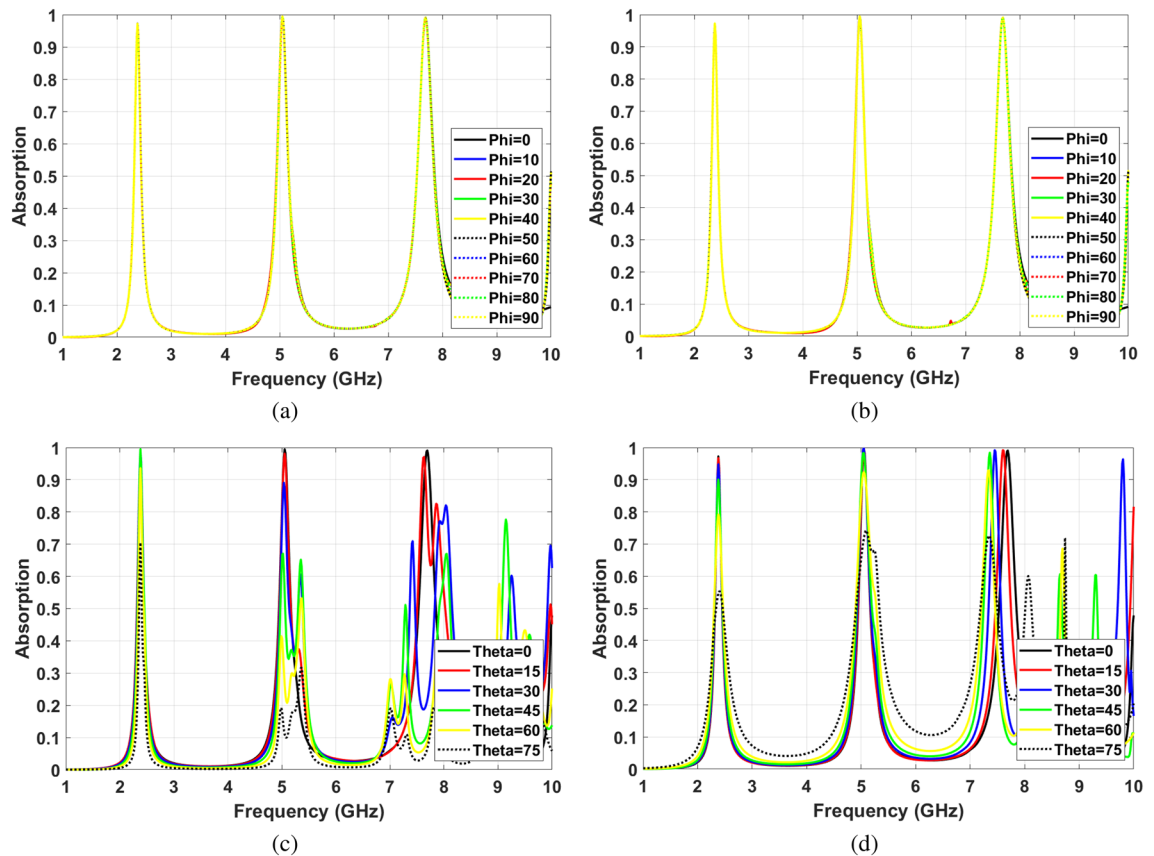 1
0.9
0.8
0.7
0.6
0.5
0.4
0.3
0.2
0.1
0
Absorption
Phi=0
Phi=10
Phi=20
Phi=30
Phi=40
Phi=50
Phi=60
Phi=70
Phi=80
Phi=90
1 2 3 4 5 6 7 8 9 10
Frequency (GHz)
(a)
1
0.9
0.8
0.7
0.6
0.5
0.4
0.3
0.2
0.1
0
Absorption
Phi=0
Phi=10
Phi=20
Phi=30
Phi=40
Phi=50
Phi=60
Phi=70
Phi=80
Phi=90
1 2 3 4 5 6 7 8 9 10
Frequency (GHz)
(b)
1
0.9
0.8
0.7
0.6
0.5
0.4
0.3
0.2
0.1
0
Absorption
Theta=0
Theta=15
Theta=30
Theta=45
Theta=60
Theta=75
1 2 3 4 5 6 7 8 9 10
Frequency (GHz)
(c)
1
0.9
0.8
0.7
0.6
0.5
0.4
0.3
0.2
0.1
0
Absorption
Theta=0
Theta=15
Theta=30
Theta=45
Theta=60
Theta=75
1 2 3 4 5 6 7 8 9 10
Frequency (GHz)
(d)